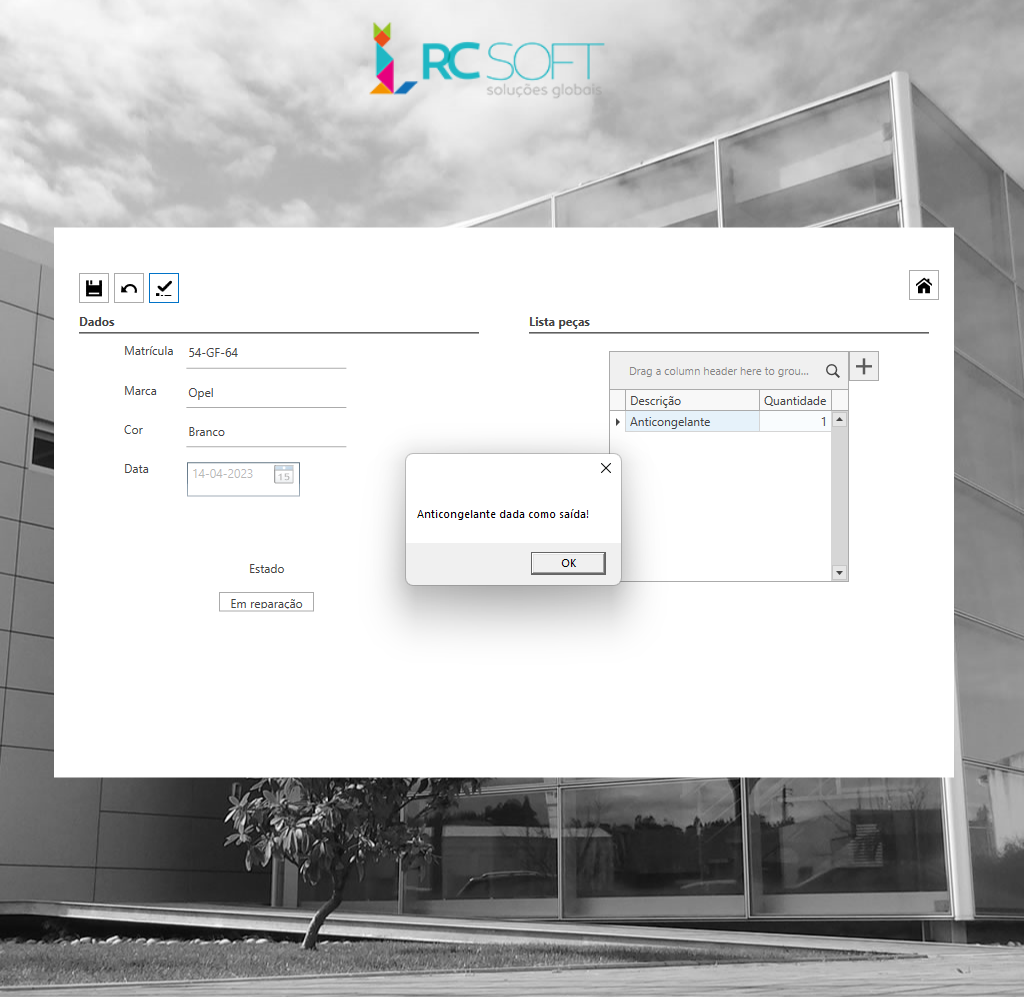 RC SOFT
soluções globais
Dados
Lista peças
Matrícula 54-GF-64
Marca Opel
Cor Branco
Data 14-04-2023 15
Estado
Em reparação
Drag a column header here to grou...
Descrição Quantidade
Anticongelante 1
Anticongelante dada como saída!
OK